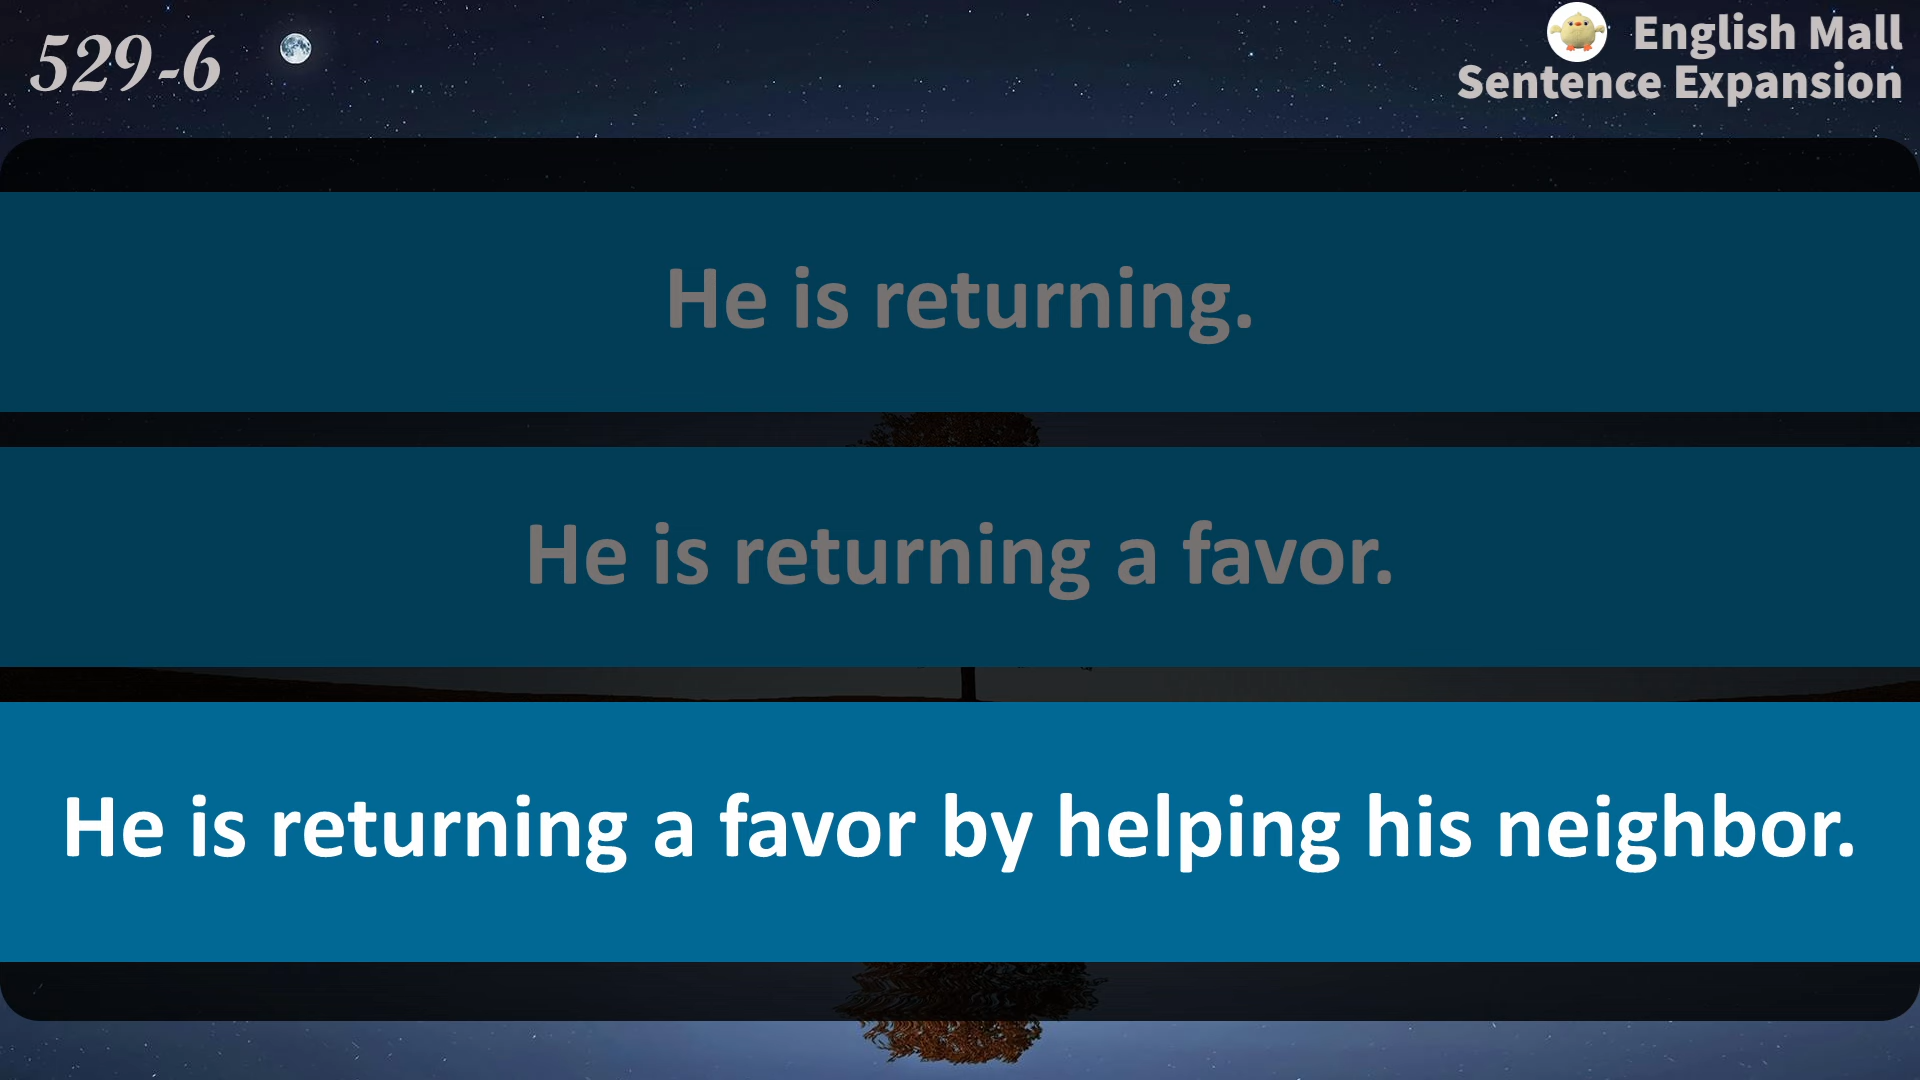 529-6
English Mall
Sentence Expansion
He is returning.
He is returning a favor.
He is returning a favor by helping his neighbor.